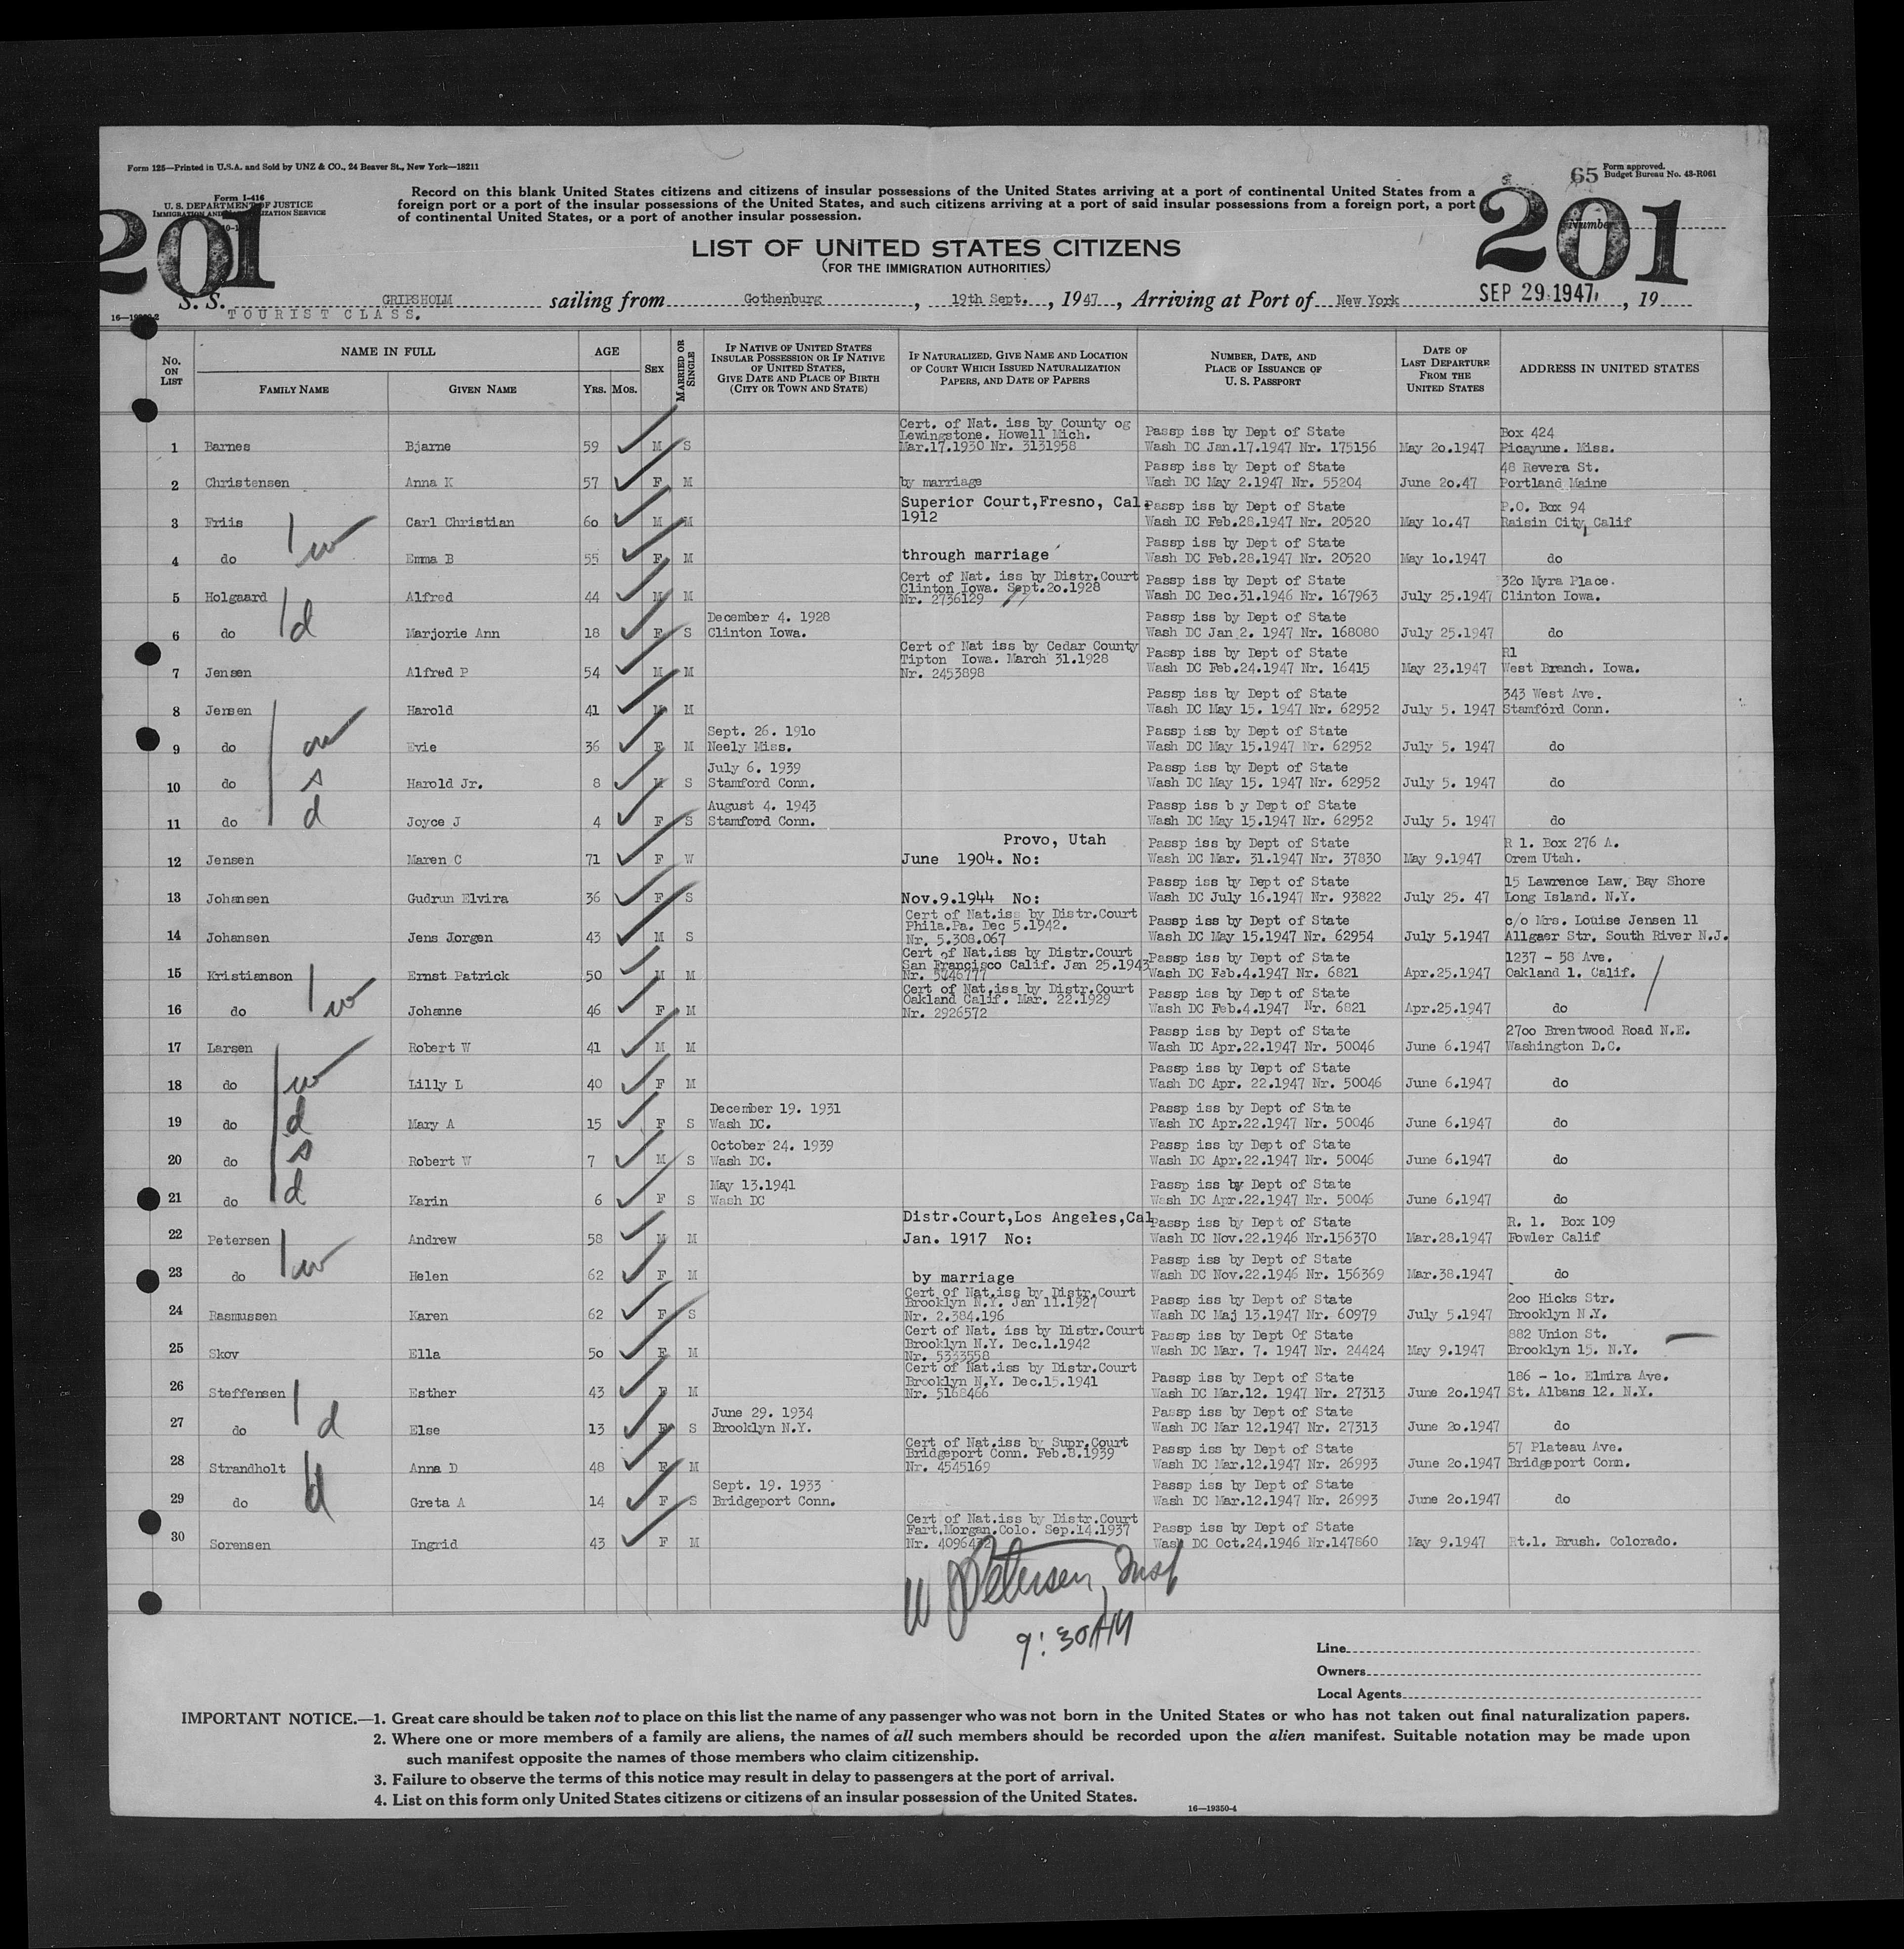 Form 125—Printed in U.S.A. and Sold by UNZ & CO., 24 Beaver St., New York—18211
65
Form approved.
Budget Bureau No. 43-R061
Form I-416
U. S. DEPARTMENT OF JUSTICE
IMMIGRATION AND NATURALIZATION SERVICE
201
Record on this blank United States citizens and citizens of insular possessions of the United States arriving at a port of continental United States from a
foreign port or a port of the insular possessions of the United States, and such citizens arriving at a port of said insular possessions from a foreign port, a port
of continental United States, or a port of another insular possession.
201
Number
LIST OF UNITED STATES CITIZENS
(FOR THE IMMIGRATION AUTHORITIES)
S. S. GRIPSHOLM sailing from Gothenburg, 19th Sept., 1947, Arriving at Port of New York SEP 29 1947, 19
TOURIST CLASS.
No. ON LIST
NAME IN FULL
FAMILY NAME
GIVEN NAME
AGE
YRS. MOS.
SEX
MARRIED OR SINGLE
IF NATIVE OF UNITED STATES INSULAR POSSESSION OR IF NATIVE OF UNITED STATES, GIVE DATE AND PLACE OF BIRTH (CITY OR TOWN AND STATE)
IF NATURALIZED, GIVE NAME AND LOCATION OF COURT WHICH ISSUED NATURALIZATION PAPERS, AND DATE OF PAPERS
NUMBER, DATE, AND PLACE OF ISSUANCE OF U. S. PASSPORT
DATE OF LAST DEPARTURE FROM THE UNITED STATES
ADDRESS IN UNITED STATES
1 Barnes Bjarne 59 M S Cert. of Nat. iss by County og Lewingstone. Howell Mich. Mar.17.1930 Nr. 3131958 Passp iss by Dept of State Wash DC Jan.17.1947 Nr. 175156 May 2o.1947 Box 424 Picayune. Miss.
2 Christensen Anna K 57 F M by marriage Passp iss by Dept of State Wash DC May 2.1947 Nr. 55204 June 2o.47 48 Revera St. Portland Maine
3 Friis Carl Christian 6o M M Superior Court,Fresno, Cal. 1912 Passp iss by Dept of State Wash DC Feb.28.1947 Nr. 20520 May 1o.47 P.O. Box 94 Raisin City, Calif
4 do w Emma B 55 F M through marriage Passp iss by Dept of State Wash DC Feb.28.1947 Nr. 20520 May 1o.1947 do
5 Holgaard Alfred 44 M M Cert of Nat. iss by Distr.Court Clinton Iowa. Sept.2o.1928 Nr. 2736129 Passp iss by Dept of State Wash DC Dec.31.1946 Nr. 167963 July 25.1947 32o Myra Place. Clinton Iowa.
6 do d Marjorie Ann 18 F S December 4. 1928 Clinton Iowa. Passp iss by Dept of State Wash DC Jan 2. 1947 Nr. 168080 July 25.1947 do
7 Jensen Alfred P 54 M M Cert of Nat iss by Cedar County Tipton Iowa. March 31.1928 Nr. 2453898 Passp iss by Dept of State Wash DC Feb.24.1947 Nr. 16415 May 23.1947 R1 West Branch. Iowa.
8 Jensen Harold 41 M M Passp iss by Dept of State Wash DC May 15. 1947 Nr. 62952 July 5. 1947 343 West Ave. Stamford Conn.
9 do w Evie 36 F M Sept. 26. 191o Neely Miss. Passp iss by Dept of State Wash DC May 15.1947 Nr. 62952 July 5. 1947 do
10 do s Harold Jr. 8 M S July 6. 1939 Stamford Conn. Passp iss by Dept of State Wash DC May 15. 1947 Nr. 62952 July 5. 1947 do
11 do d Joyce J 4 F S August 4. 1943 Stamford Conn. Passp iss b y Dept of State Wash DC May 15.1947 Nr. 62952 July 5. 1947 do
12 Jensen Maren C 71 F W Provo, Utah June 1904. No: Passp iss by Dept of State Wash DC Mar. 31.1947 Nr. 37830 May 9.1947 R 1. Box 276 A. Orem Utah.
13 Johansen Gudrun Elvira 36 F S Nov.9.1944 No: Passp iss by Dept of State Wash DC July 16.1947 Nr. 93822 July 25. 47 15 Lawrence Law. Bay Shore Long Island. N.Y.
14 Johansen Jens Jorgen 43 M S Cert of Nat.iss by Distr.Court Phila.Pa. Dec 5.1942. Nr. 5.308.067 Passp iss by Dept of State Wash DC May 15.1947 Nr. 62954 July 5.1947 c/o Mrs. Louise Jensen 11 Allgaer Str. South River N.J.
15 Kristianson Ernst Patrick 50 M M Cert of Nat.iss by Distr.Court San Francisco Calif. Jan 25.1943 Nr. 5746777 Passp iss by Dept of State Wash DC Feb.4.1947 Nr. 6821 Apr.25.1947 1237 - 58 Ave. Oakland 1. Calif.
16 do w Johanne 46 F M Cert of Nat.iss by Distr.Court Oakland Calif. Mar. 22.1929 Nr. 2926572 Passp iss by Dept of State Wash DC Feb.4.1947 Nr. 6821 Apr.25.1947 do
17 Larsen Robert W 41 M M Passp iss by Dept of State Wash DC Apr.22.1947 Nr. 50046 June 6.1947 27oo Brentwood Road N.E. Washington D.C.
18 do w Lilly L 40 F M Passp iss by Dept of State Wash DC Apr. 22.1947 Nr. 50046 June 6.1947 do
19 do d Mary A 15 F S December 19. 1931 Wash DC. Passp iss by Dept of State Wash DC Apr.22.1947 Nr. 50046 June 6.1947 do
20 do s Robert W 7 M S October 24. 1939 Wash DC. Passp iss by Dept of State Wash DC Apr.22.1947 Nr. 50046 June 6.1947 do
21 do d Karin 6 F S May 13.1941 Wash DC Passp iss by Dept of State Wash DC Apr.22.1947 Nr. 50046 June 6.1947 do
22 Petersen Andrew 58 M M Distr.Court,Los Angeles,Cal Jan. 1917 No: Passp iss by Dept of State Wash DC Nov.22.1946 Nr.156370 Mar.28.1947 R. 1. Box 109 Fowler Calif
23 do w Helen 62 F M by marriage Passp iss by Dept of State Wash DC Nov.22.1946 Nr. 156369 Mar.38.1947 do
24 Rasmussen Karen 62 F S Cert of Nat.iss by Distr.Court Brooklyn N.Y. Jan 11.1927 Nr. 2.384.196 Passp iss by Dept of State Wash DC Maj 13.1947 Nr. 60979 July 5.1947 2oo Hicks Str. Brooklyn N.Y.
25 Skov Ella 5o F M Cert of Nat. iss by Distr.Court Brooklyn N.Y. Dec.1.1942 Nr. 5333558 Passp iss by Dept Of State Wash DC Mar. 7. 1947 Nr. 24424 May 9.1947 882 Union St. Brooklyn 15. N.Y.
26 Steffensen Esther 43 F M Cert of Nat.iss by Distr.Court Brooklyn N.Y. Dec.15.1941 Nr. 5168466 Passp iss by Dept of State Wash DC Mar.12. 1947 Nr. 27313 June 2o.1947 186 - 1o. Elmira Ave. St. Albans 12. N.Y.
27 do d Else 13 F S June 29. 1934 Brooklyn N.Y. Passp iss by Dept of State Wash DC Mar 12.1947 Nr. 27313 June 2o.1947 do
28 Strandholt Anna D 48 F M Cert of Nat.iss by Supr.Court Bridgeport Conn. Feb.8.1939 Nr. 4545169 Passp iss by Dept of State Wash DC Mar.12.1947 Nr. 26993 June 2o.1947 57 Plateau Ave. Bridgeport Conn.
29 do d Greta A 14 F S Sept. 19. 1933 Bridgeport Conn. Passp iss by Dept of State Wash DC Mar.12.1947 Nr. 26993 June 2o.1947 do
30 Sorensen Ingrid 43 F M Cert of Nat.iss by Distr.Court Fart.Morgan.Colo. Sep.14.1937 Nr. Passp iss by Dept of State Wash DC Oct.24.1946 Nr.147860 May 9.1947 Rt.1. Brush. Colorado.
W Petersen, Insp
9:30AM
Line
Owners
Local Agents
IMPORTANT NOTICE.—1. Great care should be taken not to place on this list the name of any passenger who was not born in the United States or who has not taken out final naturalization papers.
2. Where one or more members of a family are aliens, the names of all such members should be recorded upon the alien manifest. Suitable notation may be made upon
such manifest opposite the names of those members who claim citizenship.
3. Failure to observe the terms of this notice may result in delay to passengers at the port of arrival.
4. List on this form only United States citizens or citizens of an insular possession of the United States.
16—19350-4